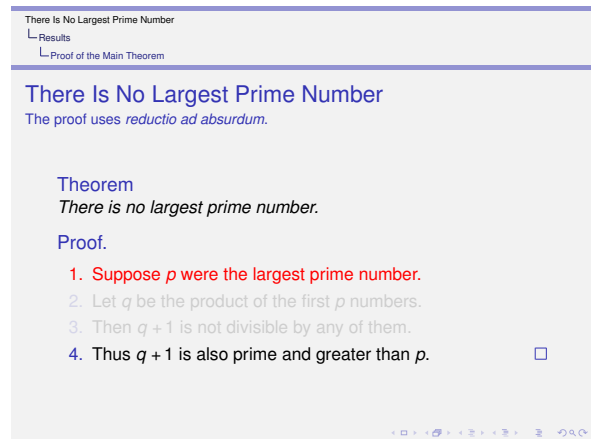 There Is No Largest Prime Number
Results
Proof of the Main Theorem
There Is No Largest Prime Number
The proof uses reductio ad absurdum.
Theorem
There is no largest prime number.
Proof.
1. Suppose p were the largest prime number.
2. Let q be the product of the first p numbers.
3. Then q + 1 is not divisible by any of them.
4. Thus q + 1 is also prime and greater than p. □